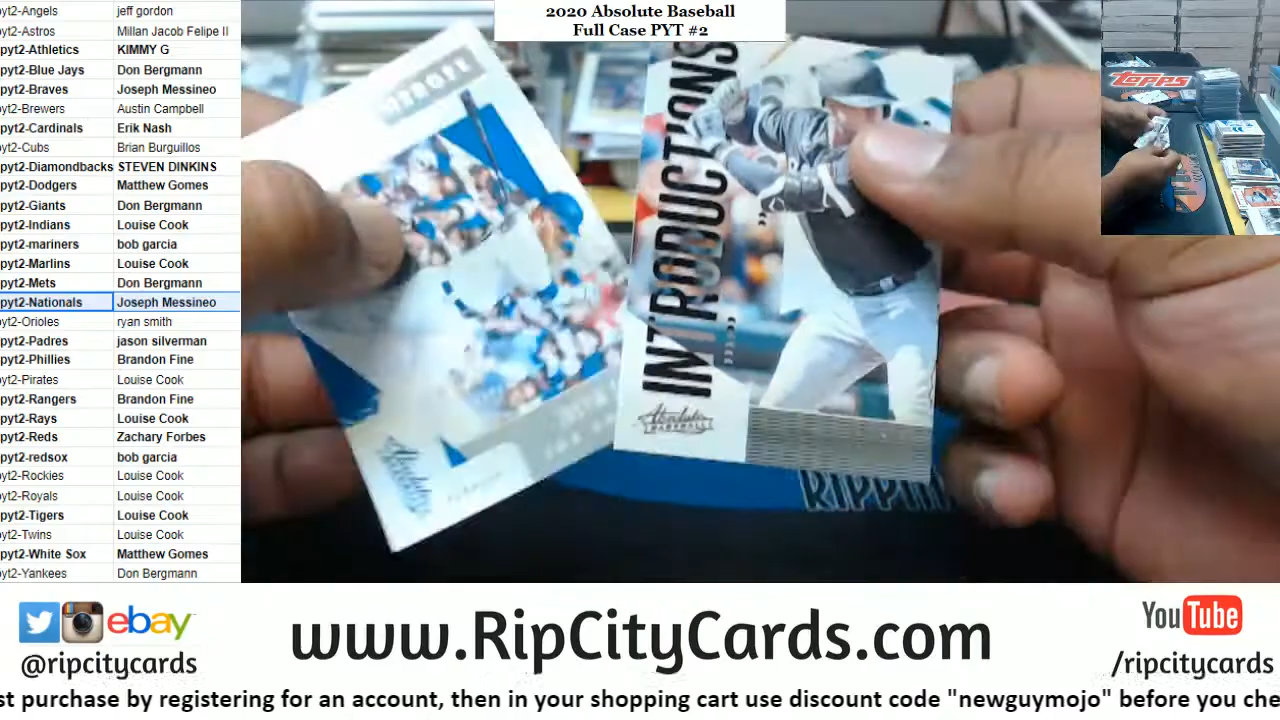 2020 Absolute Baseball
Full Case PYT #2
pyt2-Angels jeff gordon
pyt2-Astros Millan Jacob Felipe II
pyt2-Athletics KIMMY G
pyt2-Blue Jays Don Bergmann
pyt2-Braves Joseph Messineo
pyt2-Brewers Austin Campbell
pyt2-Cardinals Erik Nash
pyt2-Cubs Brian Burguillos
pyt2-Diamondbacks STEVEN DINKINS
pyt2-Dodgers Matthew Gomes
pyt2-Giants Don Bergmann
pyt2-Indians Louise Cook
pyt2-mariners bob garcia
pyt2-Marlins Louise Cook
pyt2-Mets Don Bergmann
pyt2-Nationals Joseph Messineo
pyt2-Orioles ryan smith
pyt2-Padres jason silverman
pyt2-Phillies Brandon Fine
pyt2-Pirates Louise Cook
pyt2-Rangers Brandon Fine
pyt2-Rays Louise Cook
pyt2-Reds Zachary Forbes
pyt2-redsox bob garcia
pyt2-Rockies Louise Cook
pyt2-Royals Louise Cook
pyt2-Tigers Louise Cook
pyt2-Twins Louise Cook
pyt2-White Sox Matthew Gomes
pyt2-Yankees Don Bergmann
INTRODUCTIONS
Absolute
BASEBALL
Absolute
BASEBALL
RIPPIN
Topps
ebay
@ripcitycards
www.RipCityCards.com
YouTube
/ripcitycards
st purchase by registering for an account, then in your shopping cart use discount code "newguymojo" before you che